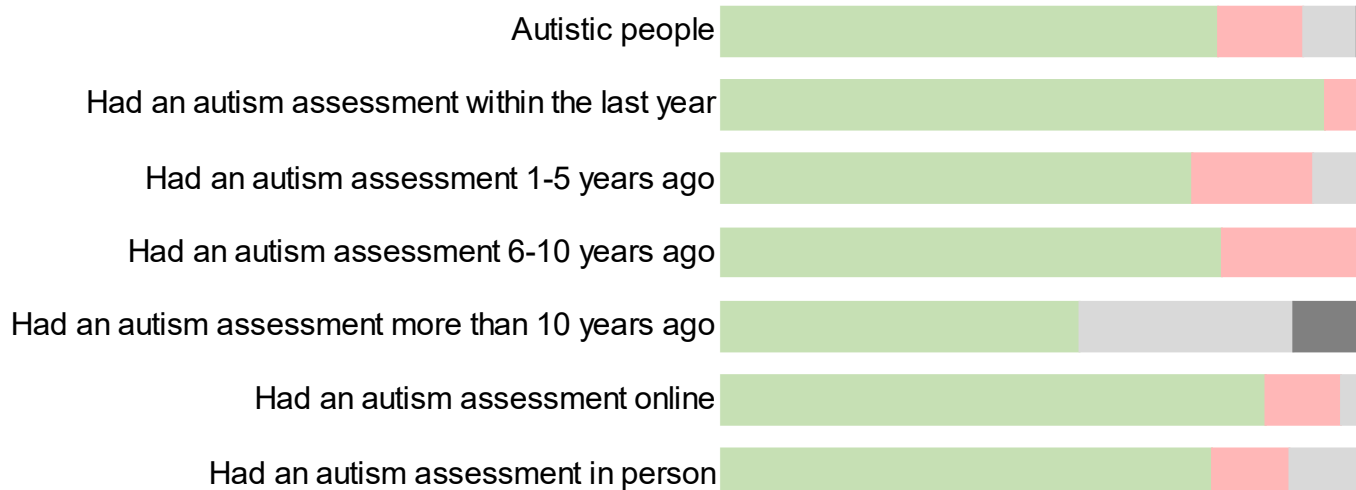 Autistic people
Had an autism assessment within the last year
Had an autism assessment 1-5 years ago
Had an autism assessment 6-10 years ago
Had an autism assessment more than 10 years ago
Had an autism assessment online
Had an autism assessment in person